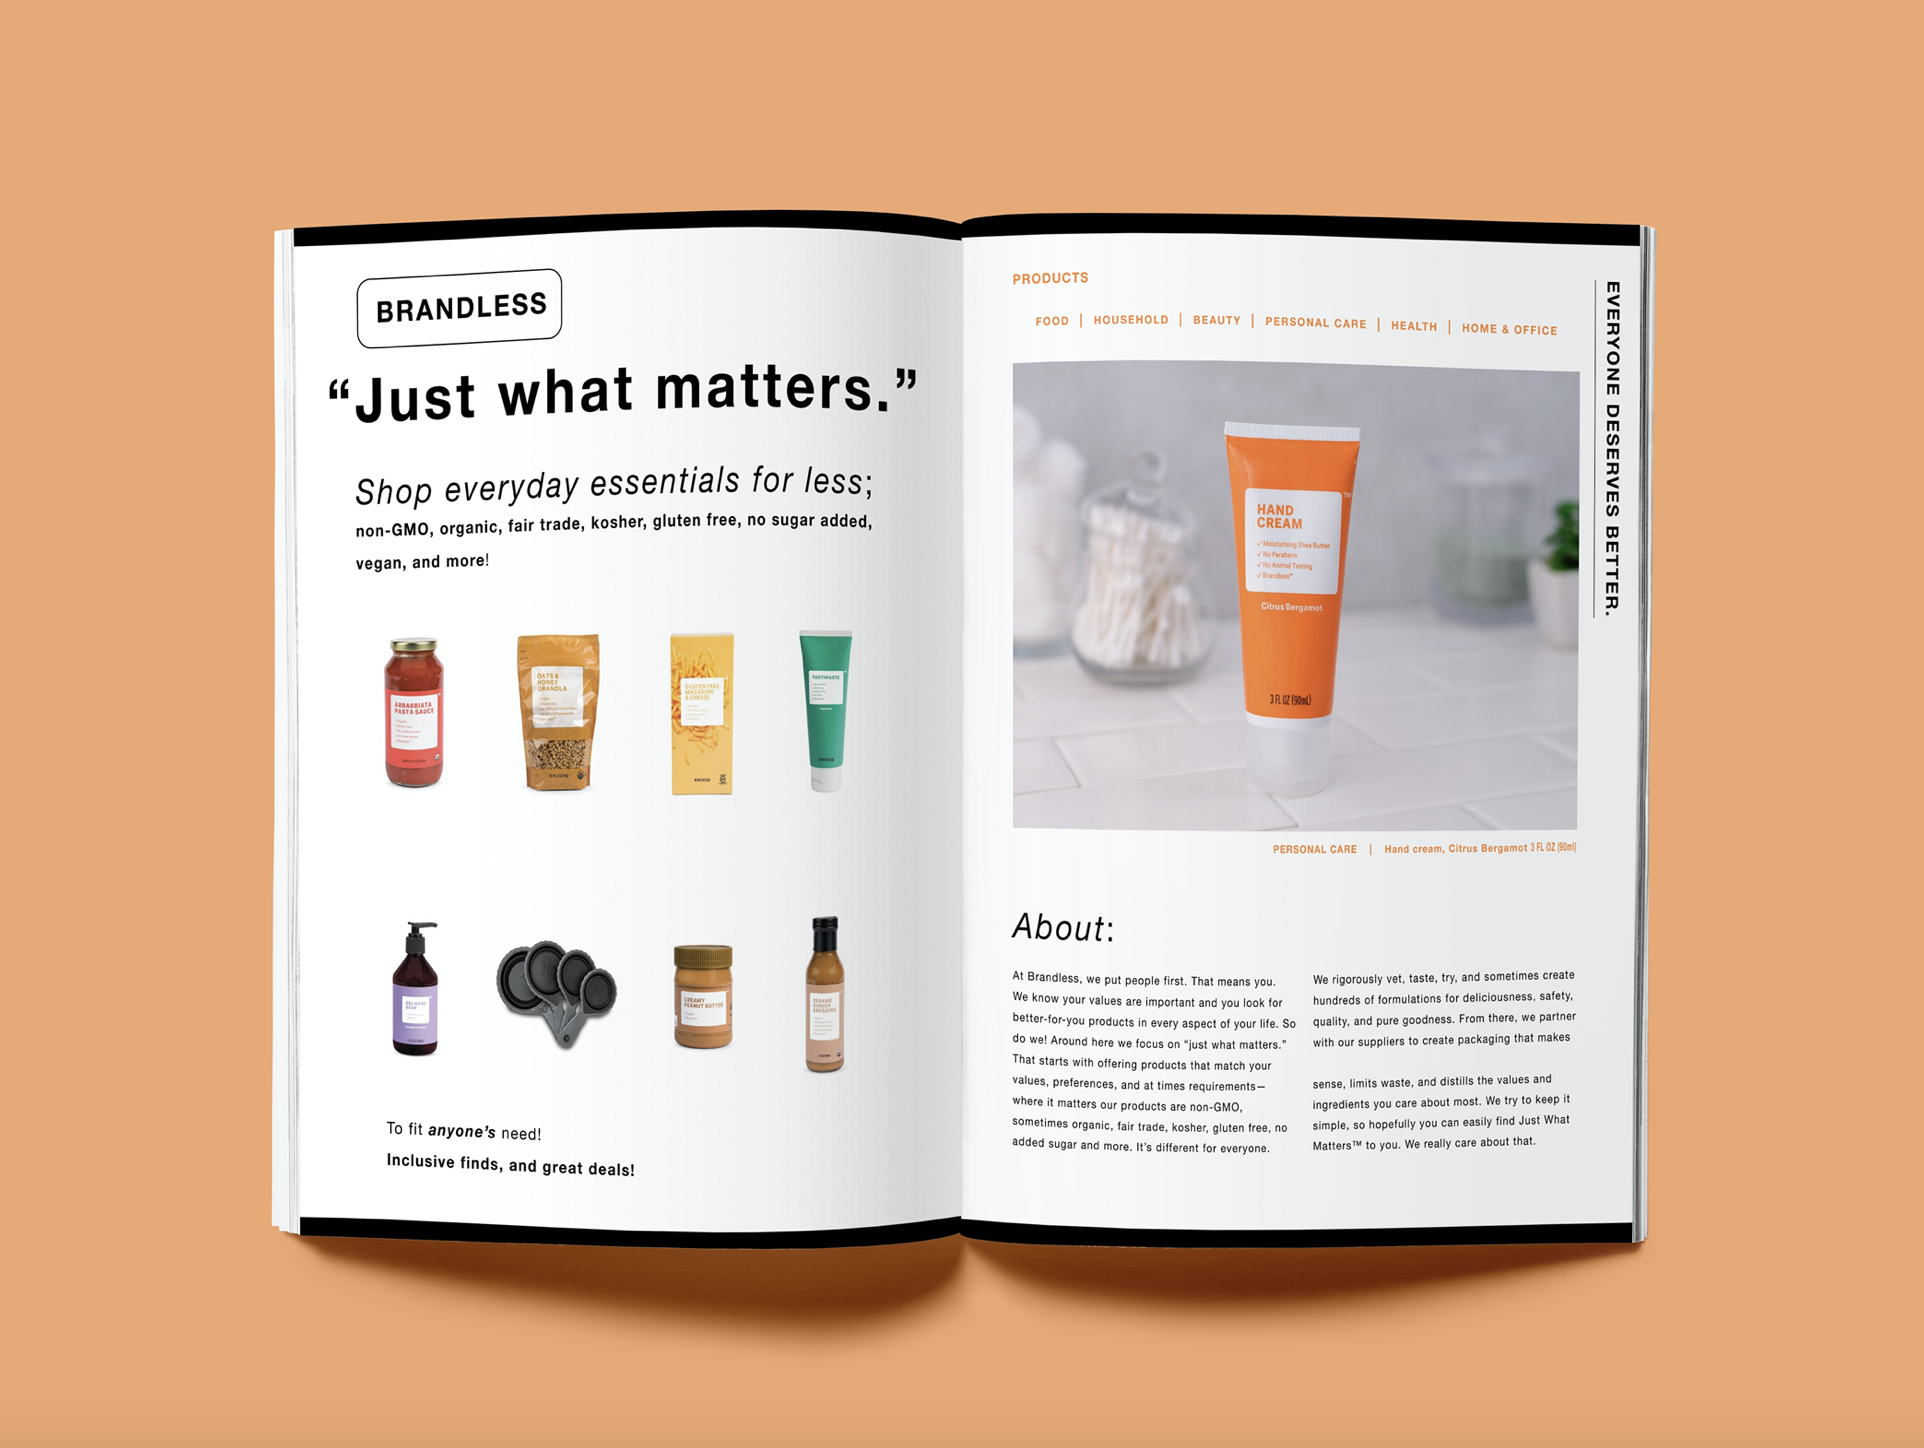 BRANDLESS
“Just what matters.”
Shop everyday essentials for less;
non-GMO, organic, fair trade, kosher, gluten free, no sugar added,
vegan, and more!
ARRABBIATA
PASTA SAUCE
OATS &
HONEY
GRANOLA
GLUTEN FREE
MACARONI
& CHEESE
TOOTHPASTE
GEL HAND
SOAP
CREAMY
PEANUT BUTTER
SESAME
GINGER
DRESSING
To fit anyone’s need!
Inclusive finds, and great deals!
PRODUCTS
FOOD | HOUSEHOLD | BEAUTY | PERSONAL CARE | HEALTH | HOME & OFFICE
EVERYONE DESERVES BETTER.
HAND
CREAM
™
✓ Moisturizing Shea Butter
✓ No Parabens
✓ No Animal Testing
✓ Brandless™
Citrus Bergamot
3 FL OZ (90mL)
PERSONAL CARE | Hand cream, Citrus Bergamot 3 FL OZ (90ml)
About:
At Brandless, we put people first. That means you.
We know your values are important and you look for
better-for-you products in every aspect of your life. So
do we! Around here we focus on “just what matters.”
That starts with offering products that match your
values, preferences, and at times requirements—
where it matters our products are non-GMO,
sometimes organic, fair trade, kosher, gluten free, no
added sugar and more. It’s different for everyone.
We rigorously vet, taste, try, and sometimes create
hundreds of formulations for deliciousness, safety,
quality, and pure goodness. From there, we partner
with our suppliers to create packaging that makes
sense, limits waste, and distills the values and
ingredients you care about most. We try to keep it
simple, so hopefully you can easily find Just What
Matters™ to you. We really care about that.